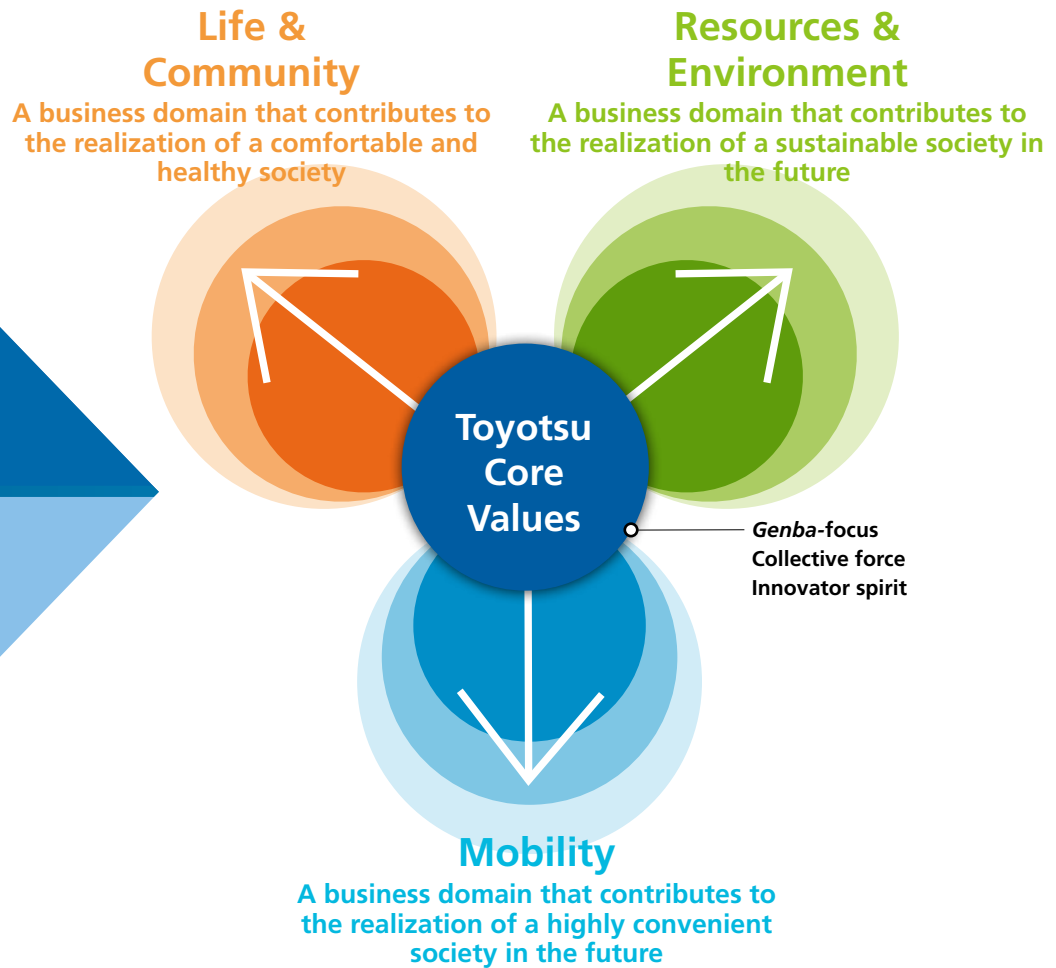 Life &
Community
A business domain that contributes to
the realization of a comfortable and
healthy society
Resources &
Environment
A business domain that contributes to
the realization of a sustainable society in
the future
Toyotsu
Core
Values
Genba-focus
Collective force
Innovator spirit
Mobility
A business domain that contributes to
the realization of a highly convenient
society in the future